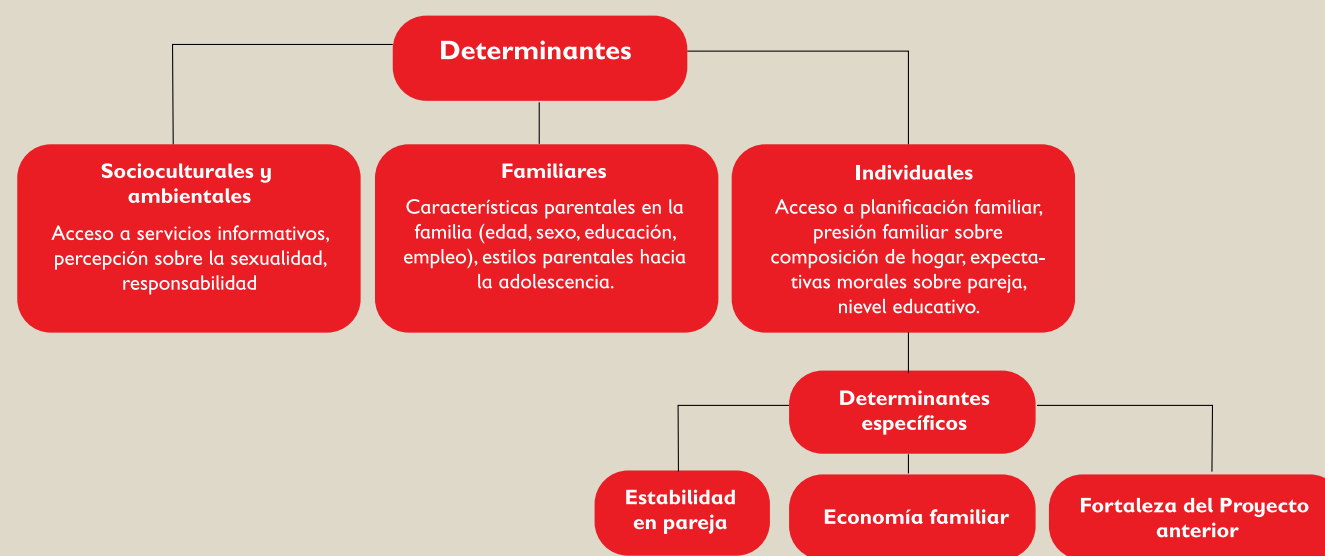 Determinantes
Socioculturales y
ambientales
Acceso a servicios informativos,
percepción sobre la sexualidad,
responsabilidad
Familiares
Características parentales en la
familia (edad, sexo, educación,
empleo), estilos parentales hacia
la adolescencia.
Individuales
Acceso a planificación familiar,
presión familiar sobre
composición de hogar, expecta-
tivas morales sobre pareja,
nievel educativo.
Determinantes
específicos
Estabilidad
en pareja
Economía familiar
Fortaleza del Proyecto
anterior